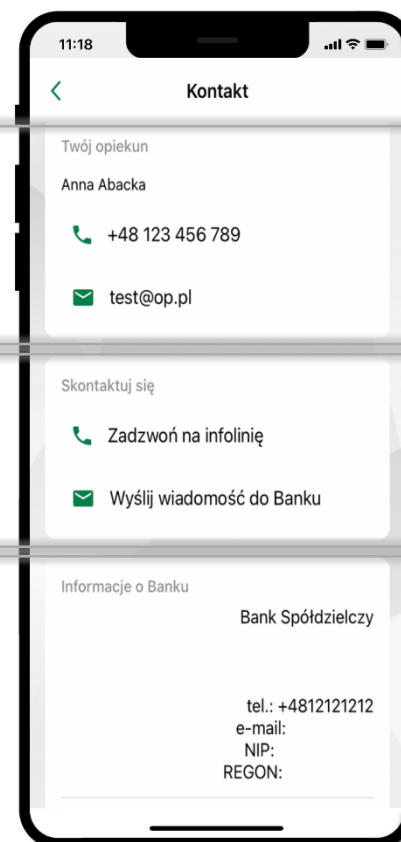 11:18
Kontakt
Twój opiekun
Anna Abacka
+48 123 456 789
test@op.pl
Skontaktuj się
Zadzwoń na infolinię
Wyślij wiadomość do Banku
Informacje o Banku
Bank Spółdzielczy
tel.: +4812121212
e-mail:
NIP:
REGON: